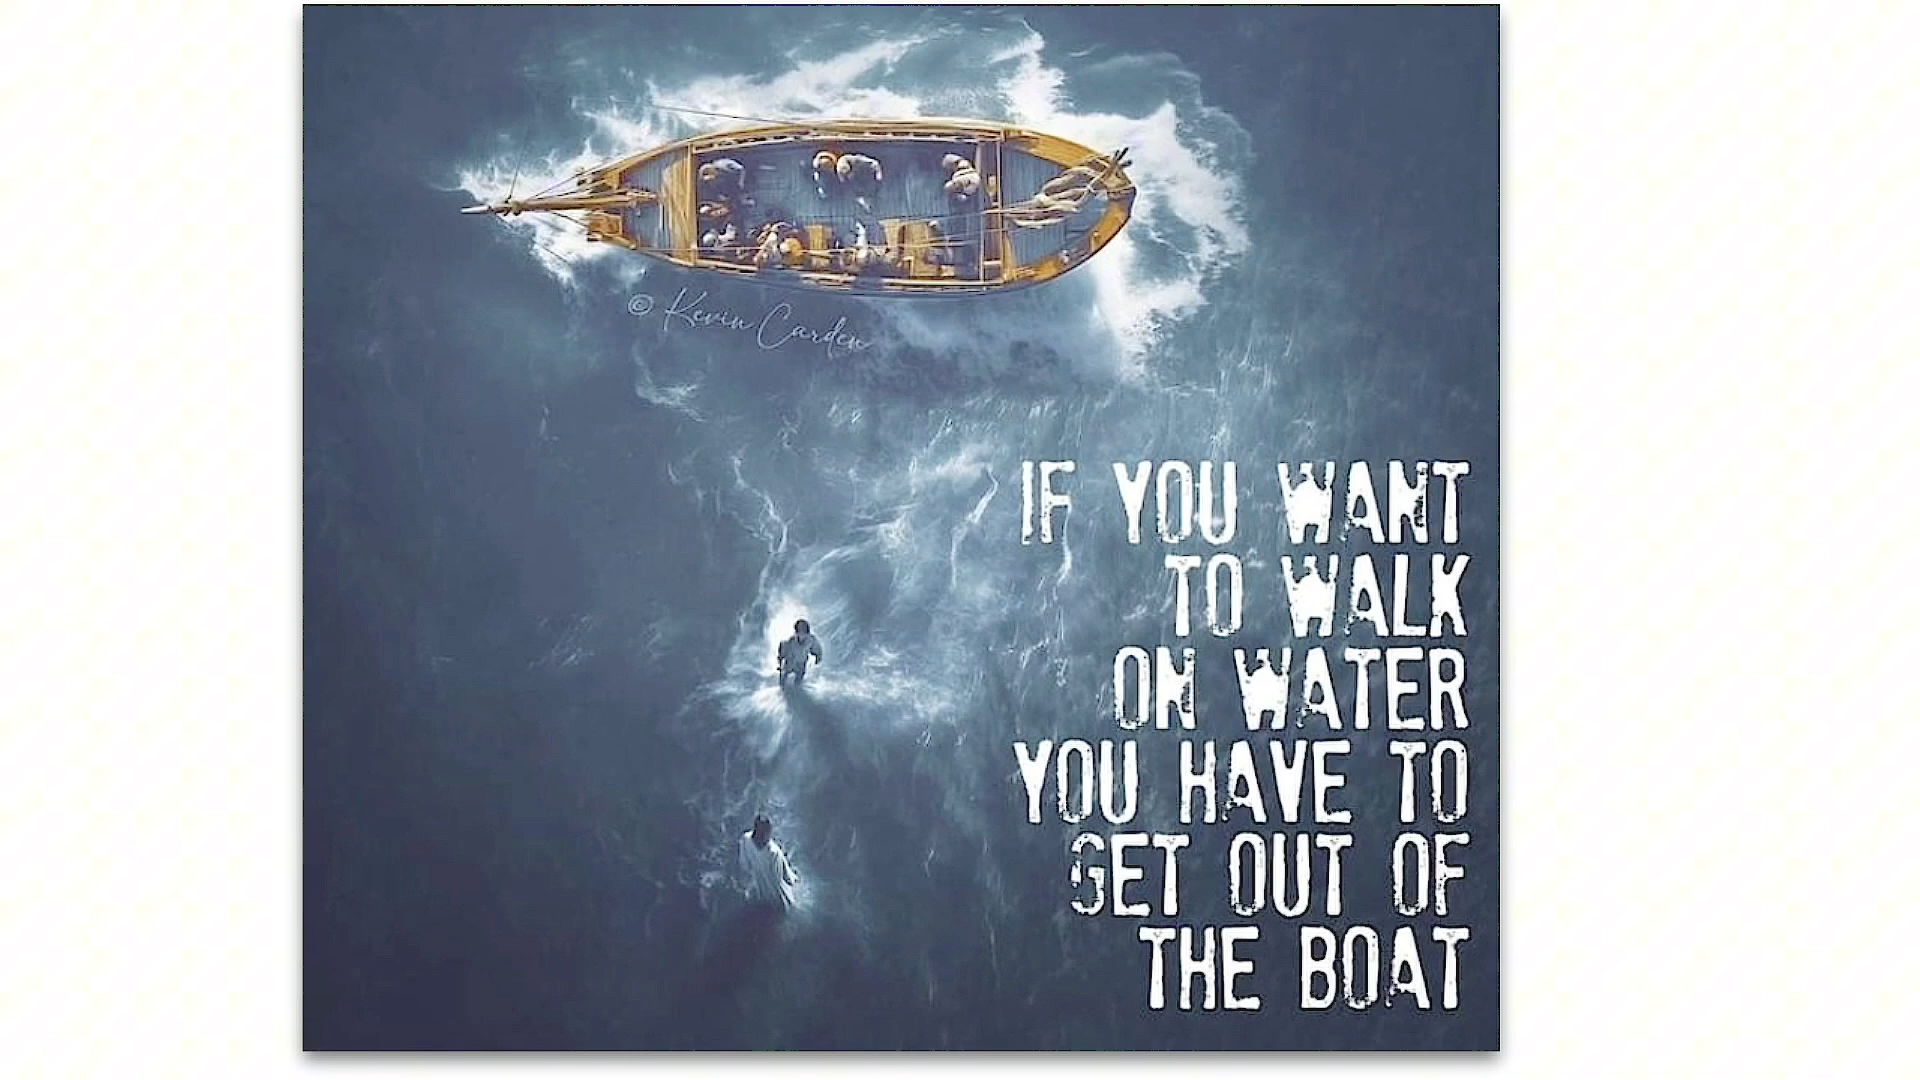 © Kevin Carden
IF YOU WANT
TO WALK
ON WATER
YOU HAVE TO
GET OUT OF
THE BOAT